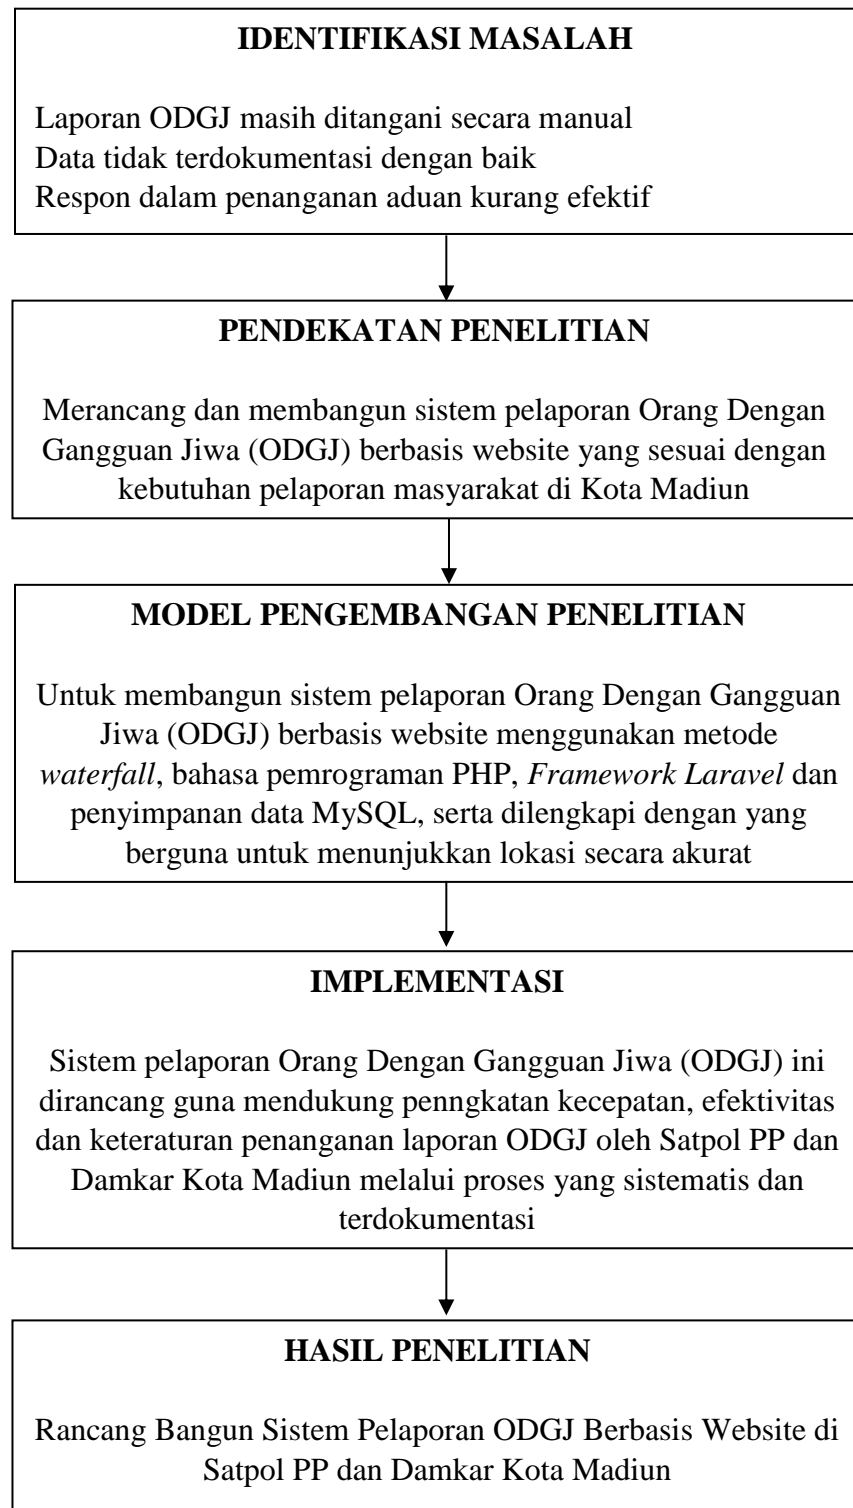 IDENTIFIKASI MASALAH
Laporan ODGJ masih ditangani secara manual
Data tidak terdokumentasi dengan baik
Respon dalam penanganan aduan kurang efektif
PENDEKATAN PENELITIAN
Merancang dan membangun sistem pelaporan Orang Dengan
Gangguan Jiwa (ODGJ) berbasis website yang sesuai dengan
kebutuhan pelaporan masyarakat di Kota Madiun
MODEL PENGEMBANGAN PENELITIAN
Untuk membangun sistem pelaporan Orang Dengan Gangguan
Jiwa (ODGJ) berbasis website menggunakan metode
waterfall, bahasa pemrograman PHP, Framework Laravel dan
penyimpanan data MySQL, serta dilengkapi dengan yang
berguna untuk menunjukkan lokasi secara akurat
IMPLEMENTASI
Sistem pelaporan Orang Dengan Gangguan Jiwa (ODGJ) ini
dirancang guna mendukung penngkatan kecepatan, efektivitas
dan keteraturan penanganan laporan ODGJ oleh Satpol PP dan
Damkar Kota Madiun melalui proses yang sistematis dan
terdokumentasi
HASIL PENELITIAN
Rancang Bangun Sistem Pelaporan ODGJ Berbasis Website di
Satpol PP dan Damkar Kota Madiun